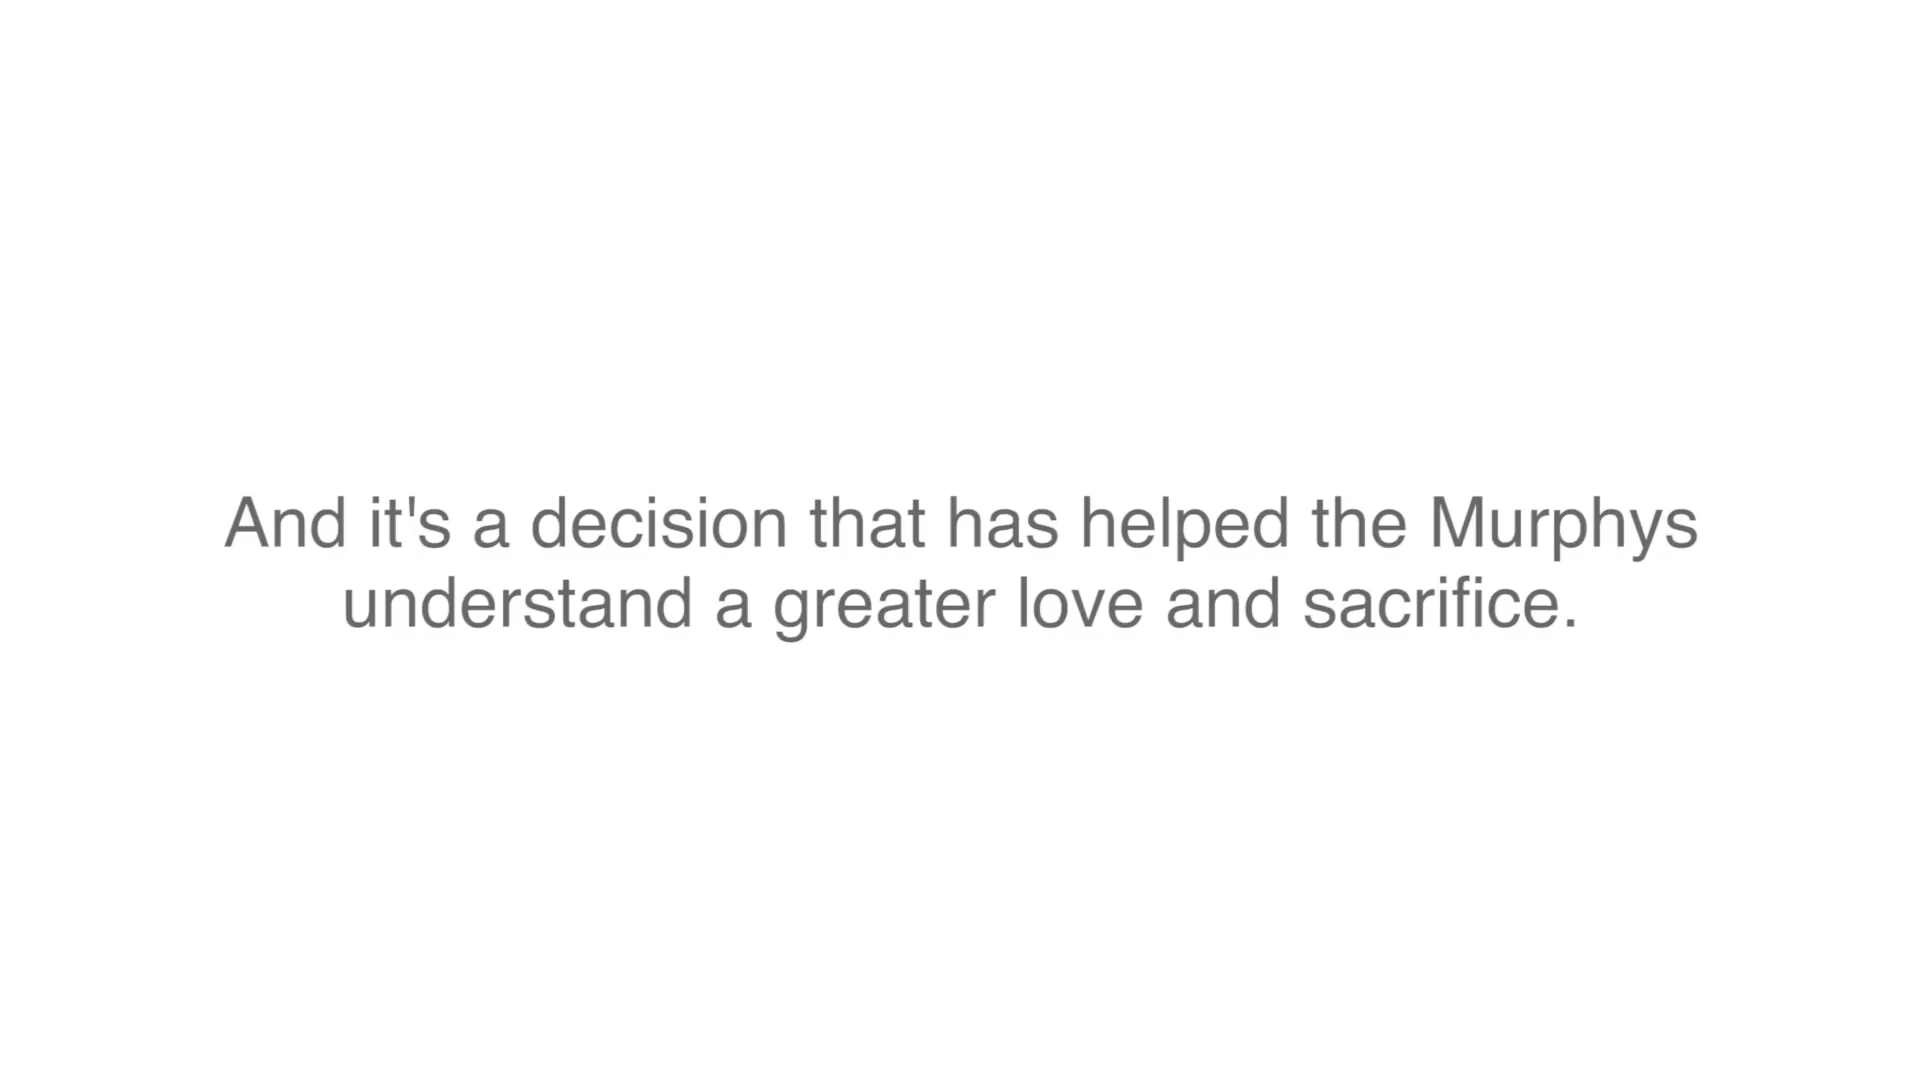 And it's a decision that has helped the Murphys
understand a greater love and sacrifice.